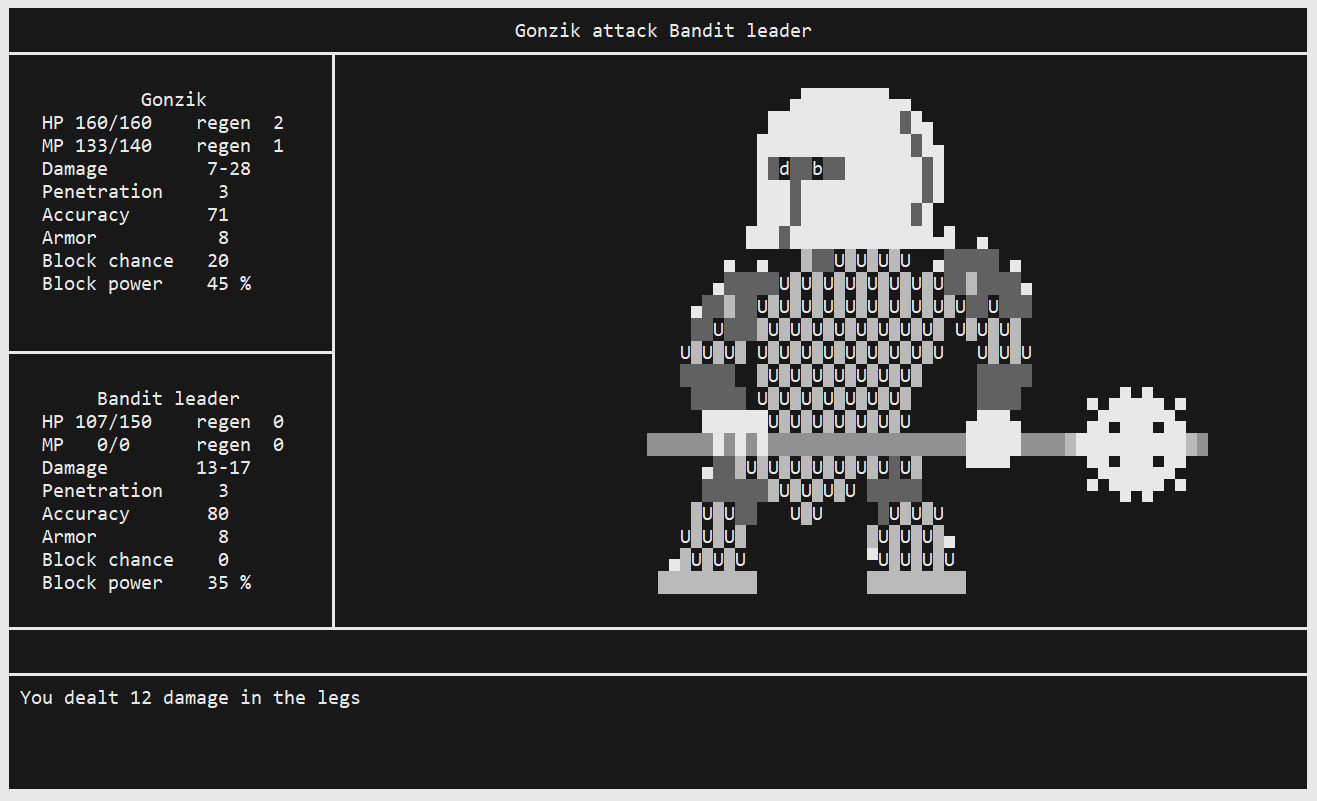 Gonzik attack Bandit leader
Gonzik
HP 160/160 regen 2
MP 133/140 regen 1
Damage 7-28
Penetration 3
Accuracy 71
Armor 8
Block chance 20
Block power 45 %
Bandit leader
HP 107/150 regen 0
MP 0/0 regen 0
Damage 13-17
Penetration 3
Accuracy 80
Armor 8
Block chance 0
Block power 35 %
You dealt 12 damage in the legs